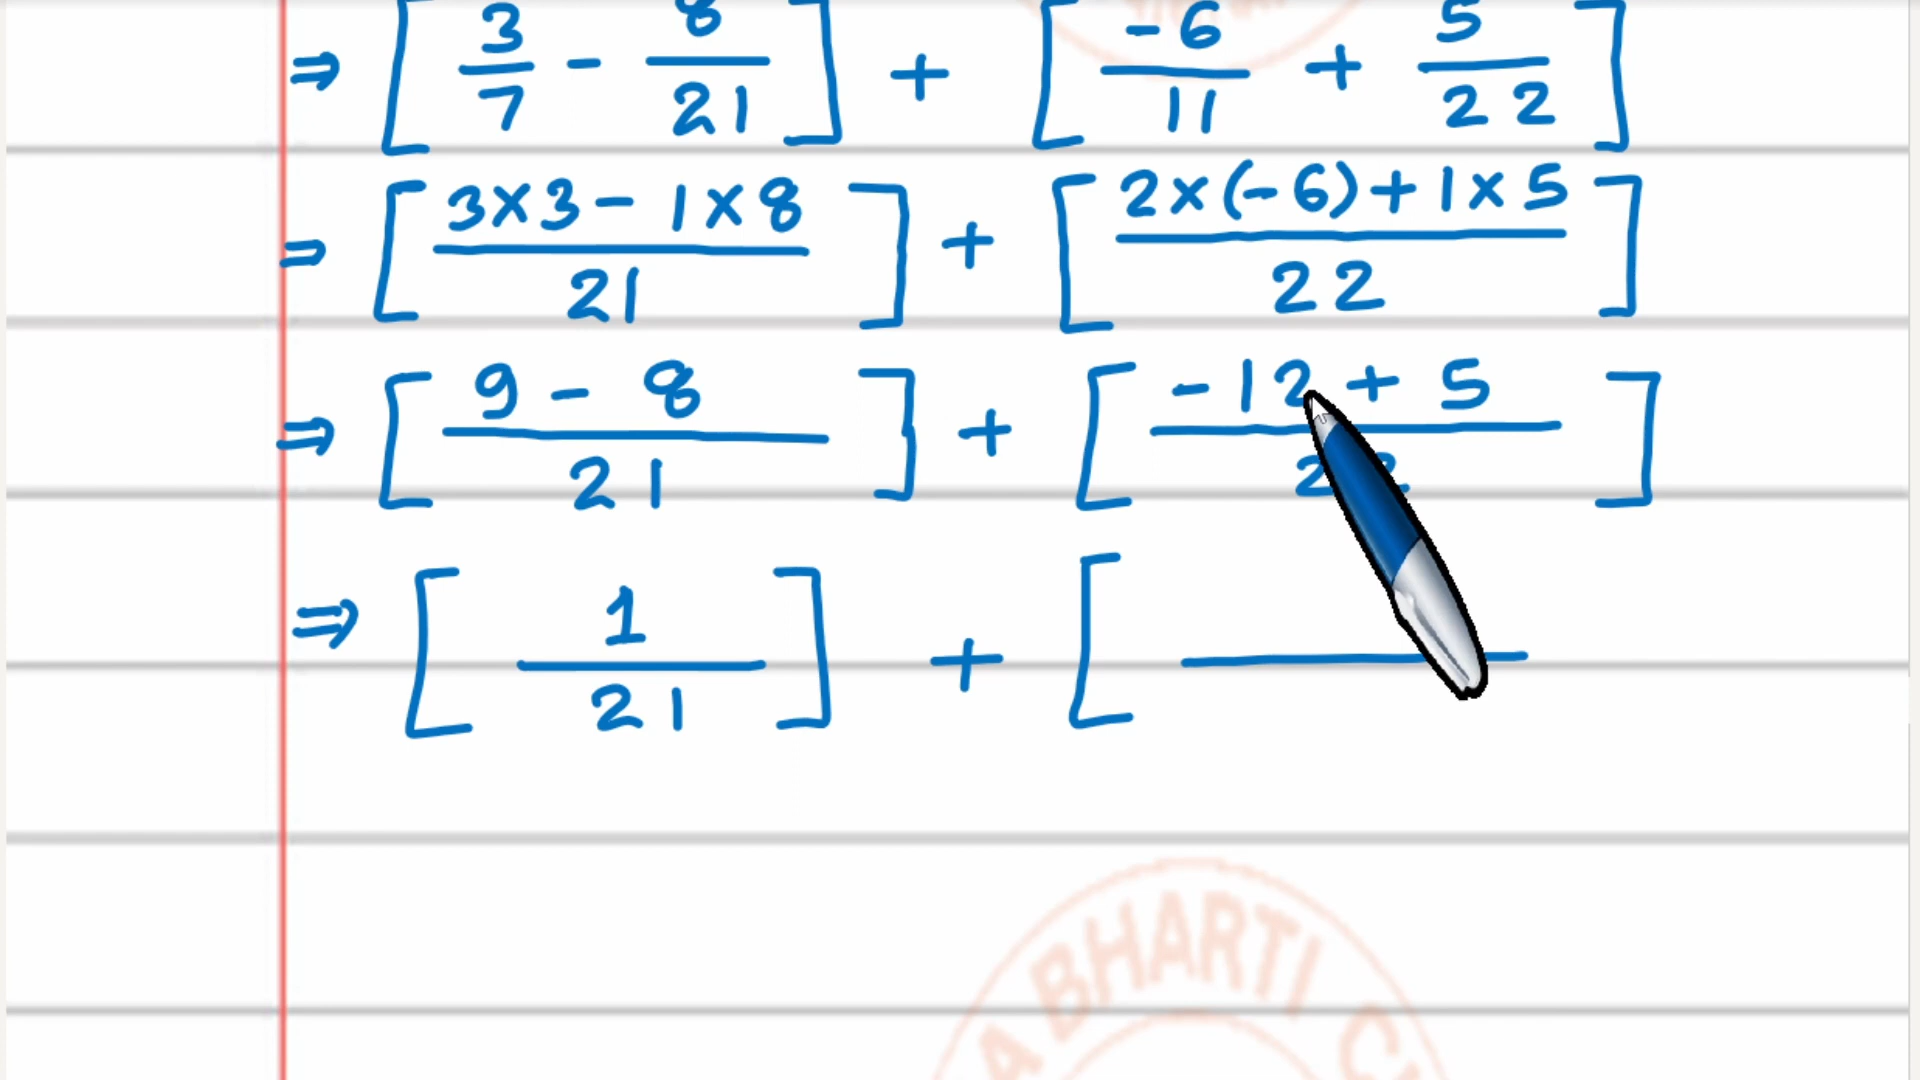 ⇒ [ 3/7 - 8/21 ] + [ -6/11 + 5/22 ]
⇒ [ 3×3 - 1×8 / 21 ] + [ 2×(-6) + 1×5 / 22 ]
⇒ [ 9 - 8 / 21 ] + [ -12 + 5 / 22 ]
⇒ [ 1 / 21 ] + [
BHARTI